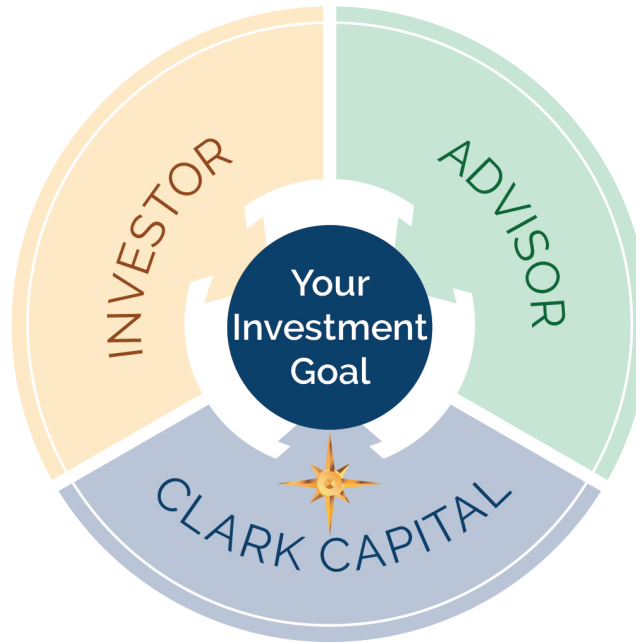 INVESTOR
ADVISOR
Your
Investment
Goal
CLARK CAPITAL